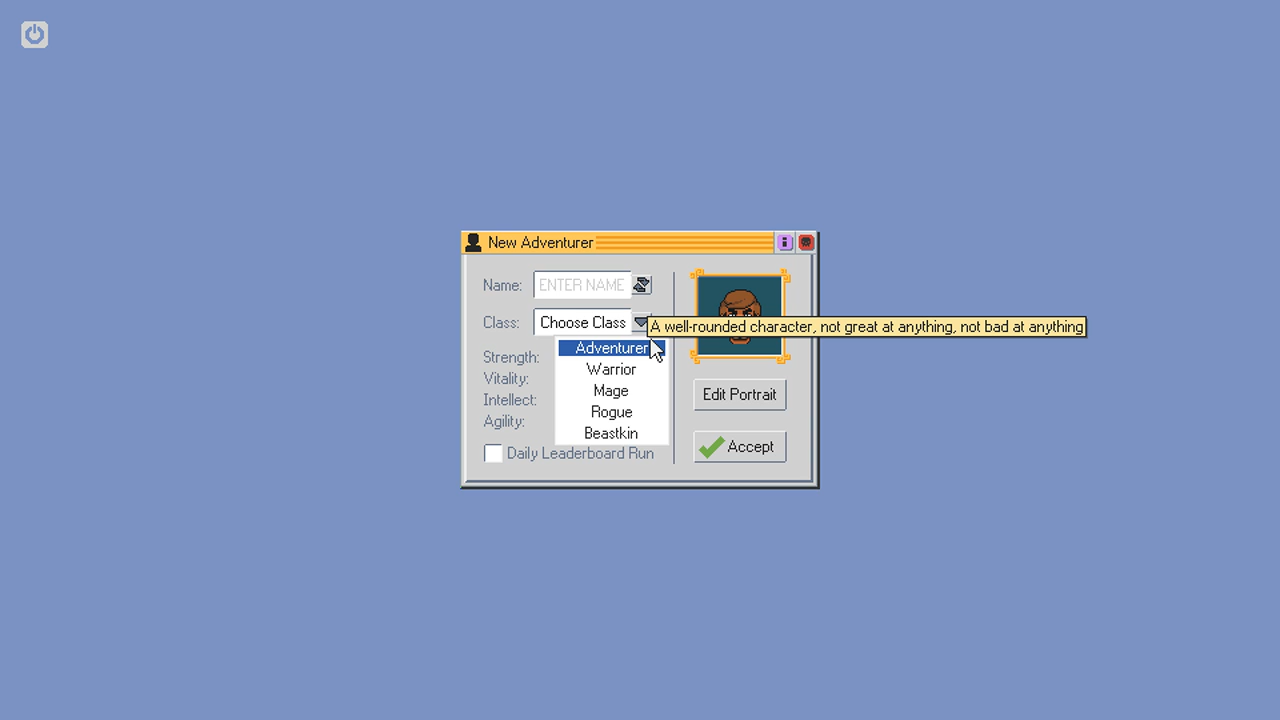 New Adventurer
Name: ENTER NAME
Class: Choose Class
A well-rounded character, not great at anything, not bad at anything
Adventurer
Strength:
Warrior
Vitality:
Mage
Intellect:
Rogue
Agility:
Beastkin
Daily Leaderboard Run
Edit Portrait
Accept